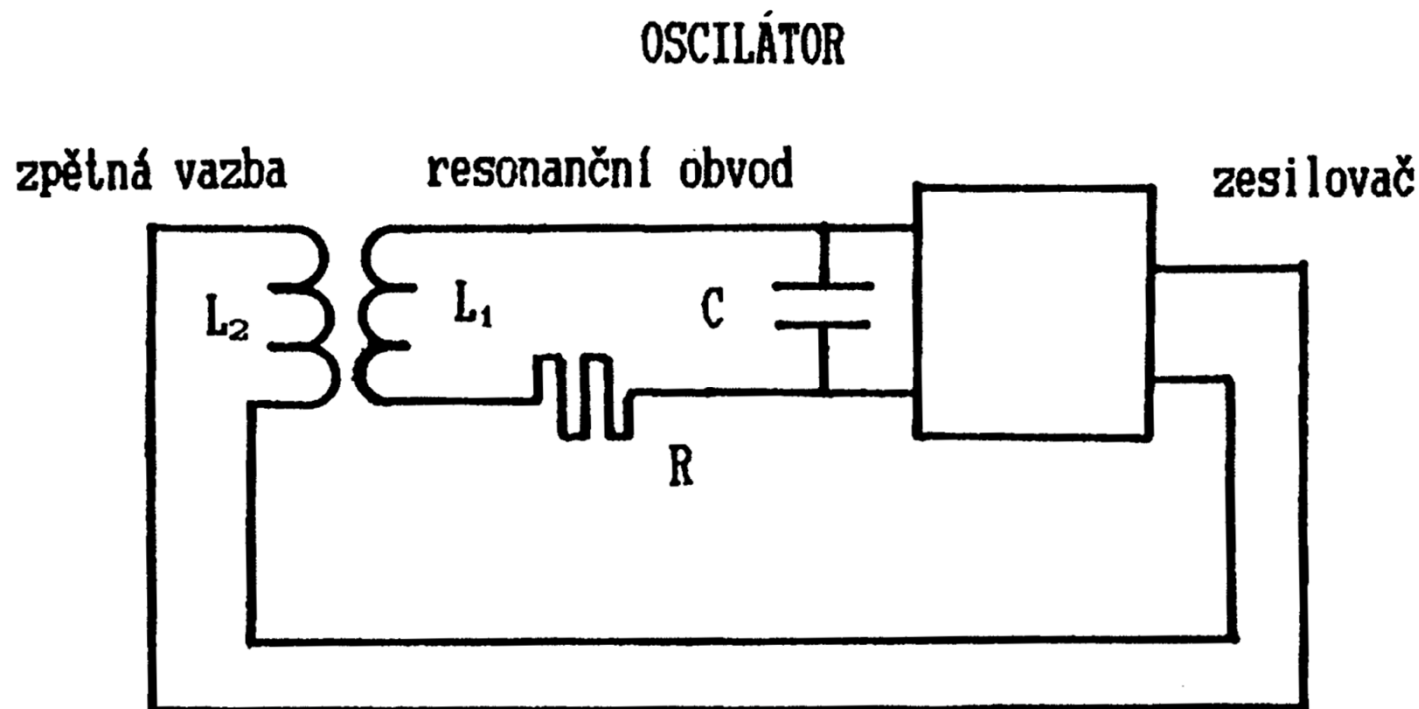 OSCILÁTOR
zpětná vazba
resonanční obvod
zesilovač
L₂
L₁
C
R